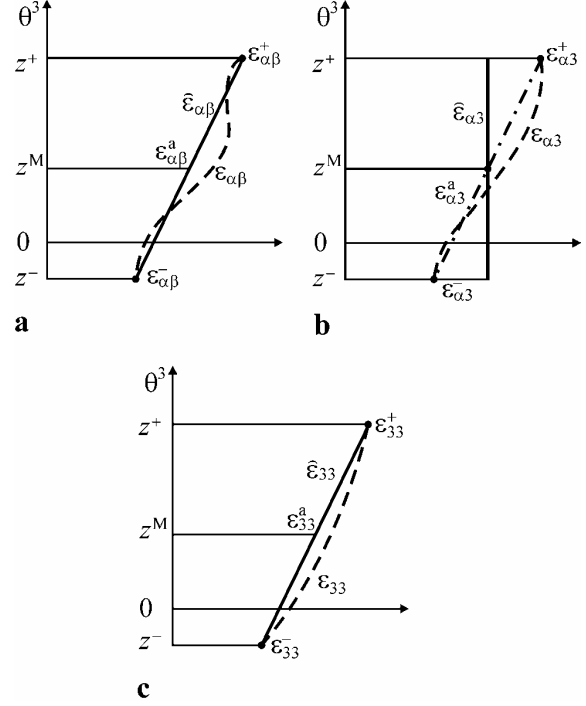 θ³
z⁺
ε⁺αβ
ε̂αβ
εᵃαβ
εαβ
zᴹ
0
z⁻
ε⁻αβ
a
θ³
z⁺
ε⁺α3
ε̂α3
εα3
zᴹ
εᵃα3
0
z⁻
ε⁻α3
b
θ³
z⁺
ε⁺33
ε̂33
εᵃ33
zᴹ
ε33
0
z⁻
ε⁻33
c